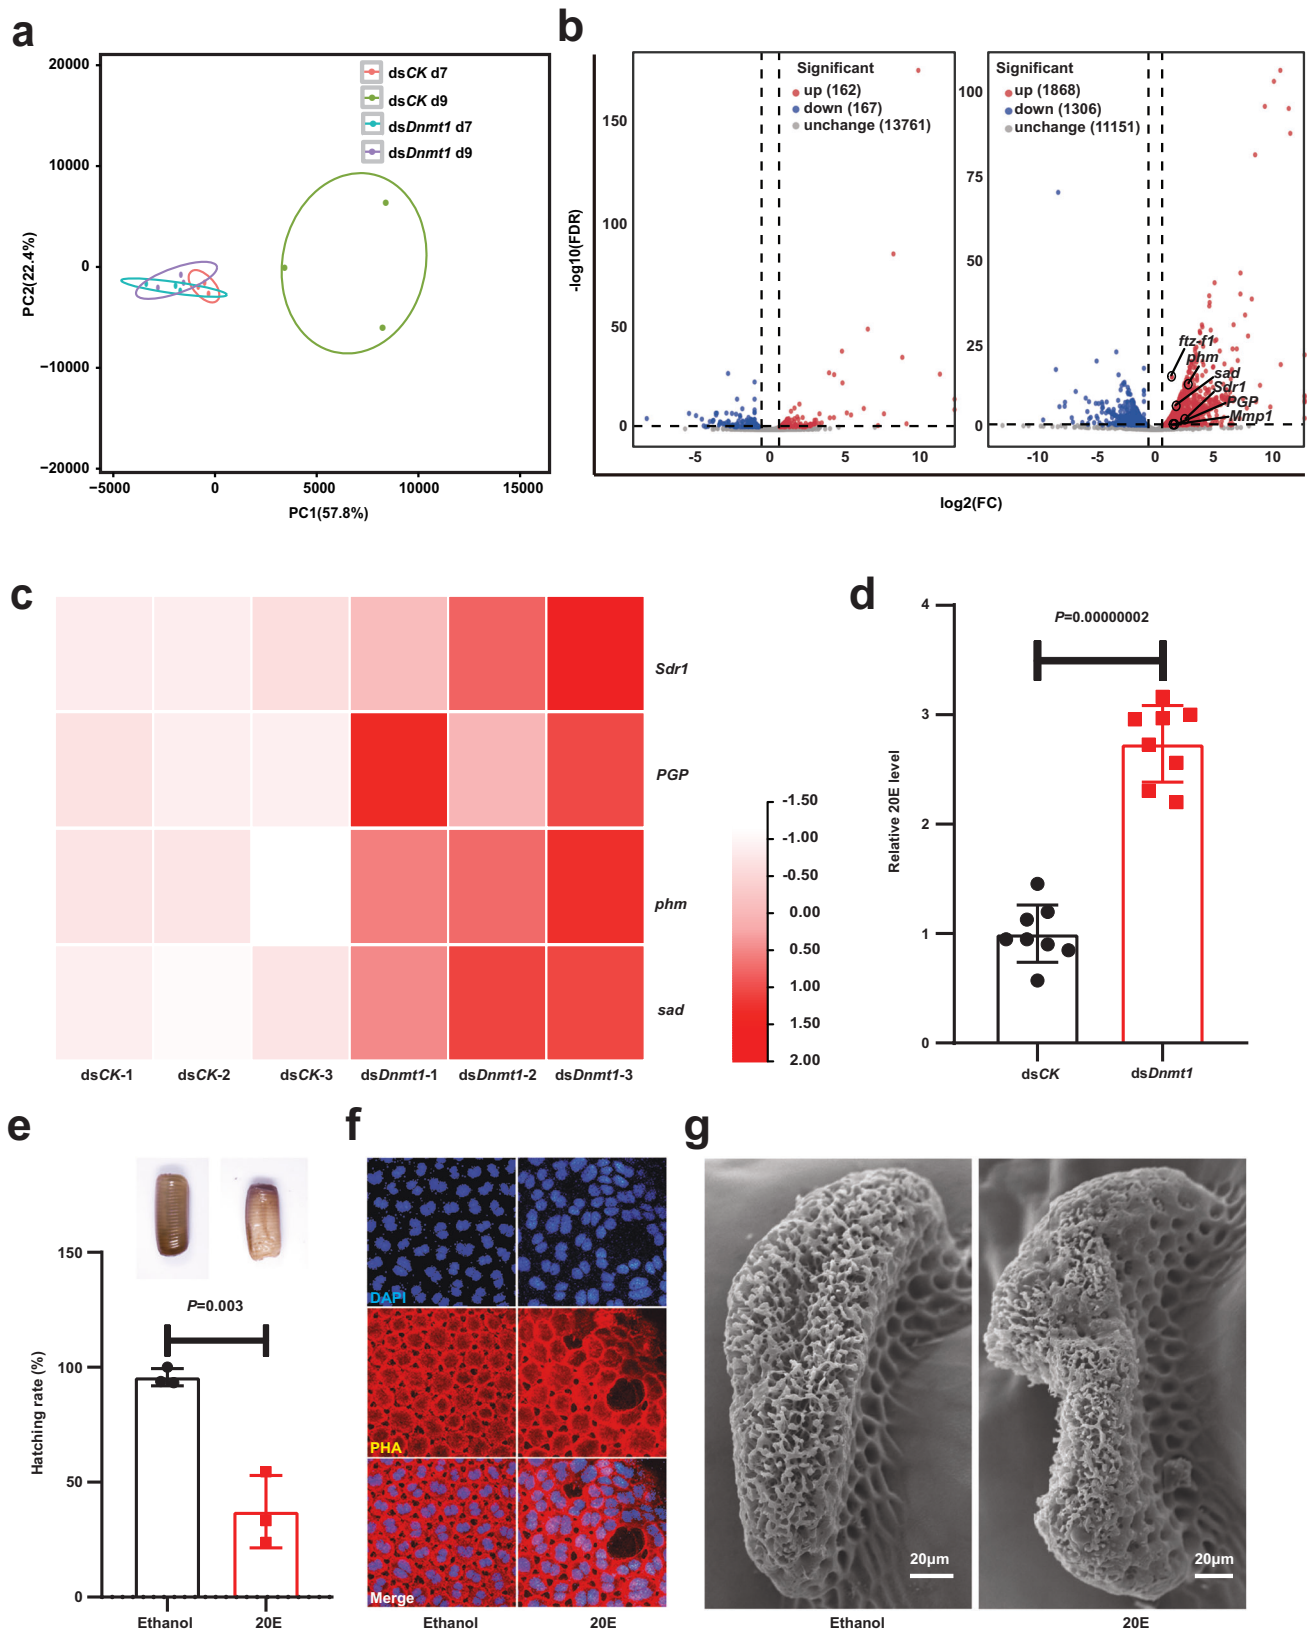 a
20000
10000
0
−10000
−20000
−5000
0
5000
10000
15000
PC2(22.4%)
PC1(57.8%)
dsCK d7
dsCK d9
dsDnmt1 d7
dsDnmt1 d9
b
-log10(FDR)
150
100
50
0
-5
0
5
10
Significant
up (162)
down (167)
unchange (13761)
100
75
50
25
0
-10
-5
0
5
10
Significant
up (1868)
down (1306)
unchange (11151)
ftz-f1
phm
sad
Sdr1
PGP
Mmp1
log2(FC)
c
Sdr1
PGP
phm
sad
dsCK-1
dsCK-2
dsCK-3
dsDnmt1-1
dsDnmt1-2
dsDnmt1-3
-1.50
-1.00
-0.50
0.00
0.50
1.00
1.50
2.00
d
Relative 20E level
4
3
2
1
0
P=0.00000002
dsCK
dsDnmt1
e
Hatching rate (%)
150
100
50
0
P=0.003
Ethanol
20E
f
DAPI
PHA
Merge
Ethanol
20E
g
20μm
20μm
Ethanol
20E